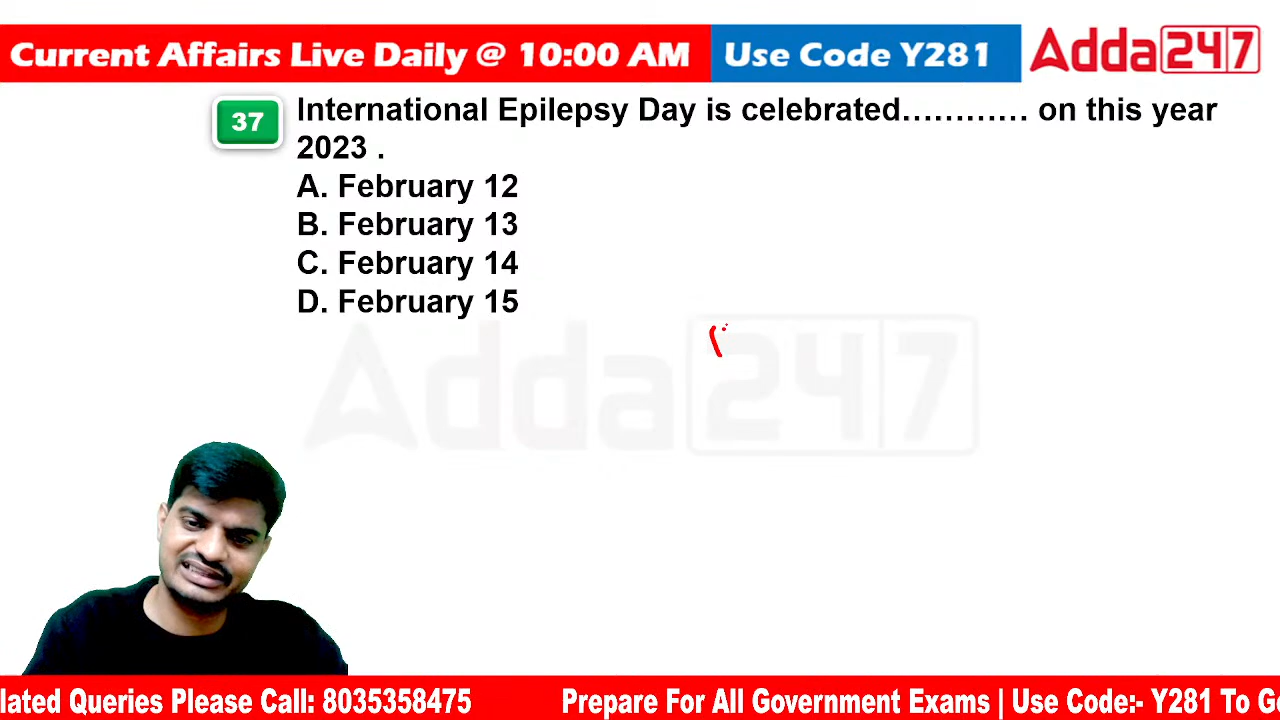 Current Affairs Live Daily @ 10:00 AM
Use Code Y281
Adda247
37
International Epilepsy Day is celebrated………… on this year
2023 .
A. February 12
B. February 13
C. February 14
D. February 15
Adda247
lated Queries Please Call: 8035358475
Prepare For All Government Exams | Use Code:- Y281 To G